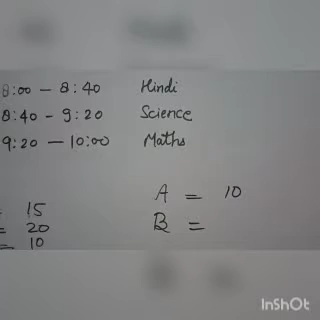 8:00 — 8:40 Hindi
8:40 - 9:20 Science
9:20 — 10:00 Maths
A = 10
B =
= 15
= 20
= 10
InShOt